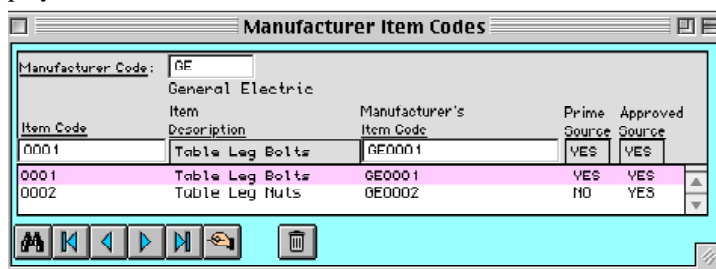 Manufacturer Item Codes
Manufacturer Code: GE
General Electric
Item Manufacturer's Prime Approved
Item Code Description Item Code Source Source
0001 Table Leg Bolts GE0001 YES YES
0001 Table Leg Bolts GE0001 YES YES
0002 Table Leg Nuts GE0002 NO YES